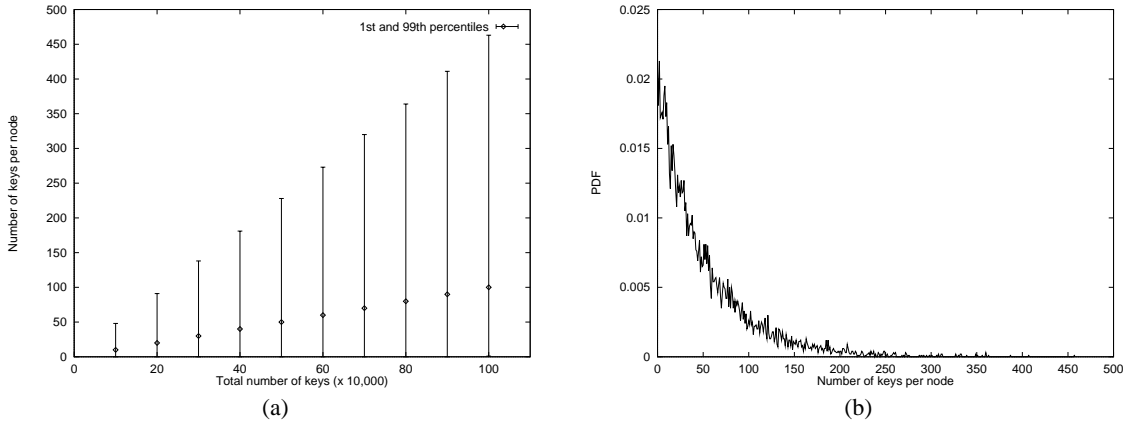 500
450
400
350
300
250
200
150
100
50
0
Number of keys per node
1st and 99th percentiles
0 20 40 60 80 100
Total number of keys (x 10,000)
(a)
0.025
0.02
0.015
0.01
0.005
0
PDF
0 50 100 150 200 250 300 350 400 450 500
Number of keys per node
(b)